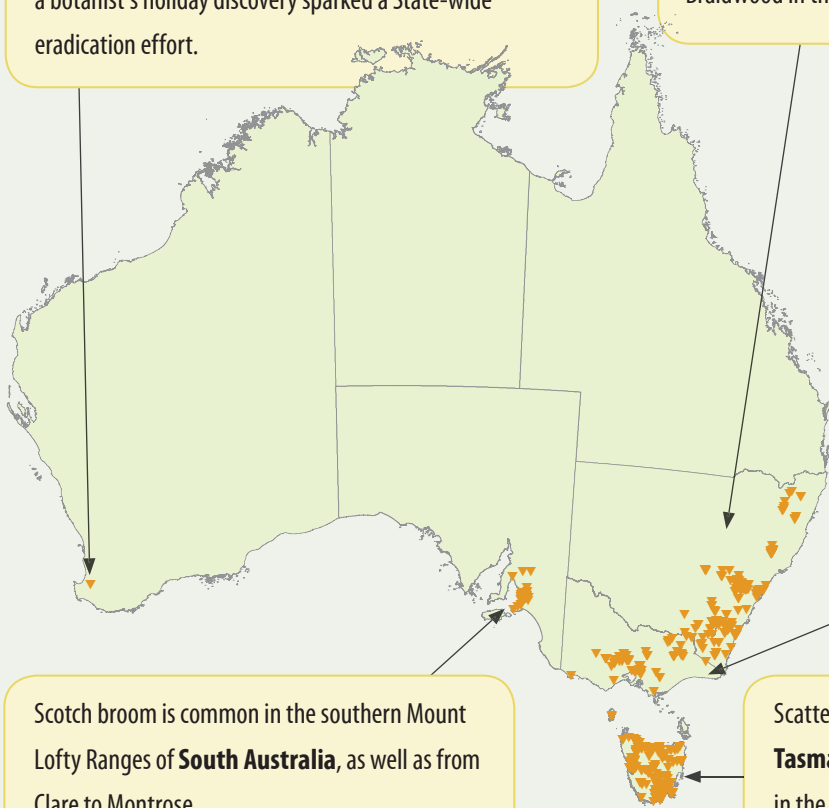 a botanist's holiday discovery sparked a State-wide
eradication effort.
Braidwood in th
Scotch broom is common in the southern Mount
Lofty Ranges of South Australia, as well as from
Clare to Montrose
Scatte
Tasma
in the